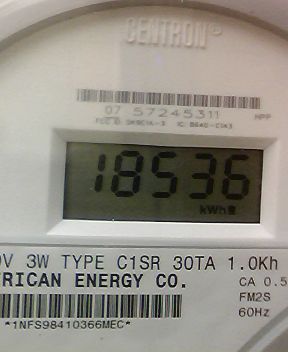 CENTRON®
07 57245311 HPP
18536
kWh
V 3W TYPE C1SR 30TA 1.0Kh
RICAN ENERGY CO. CA 0.5
FM2S
*1NFS98410366MEC* 60Hz